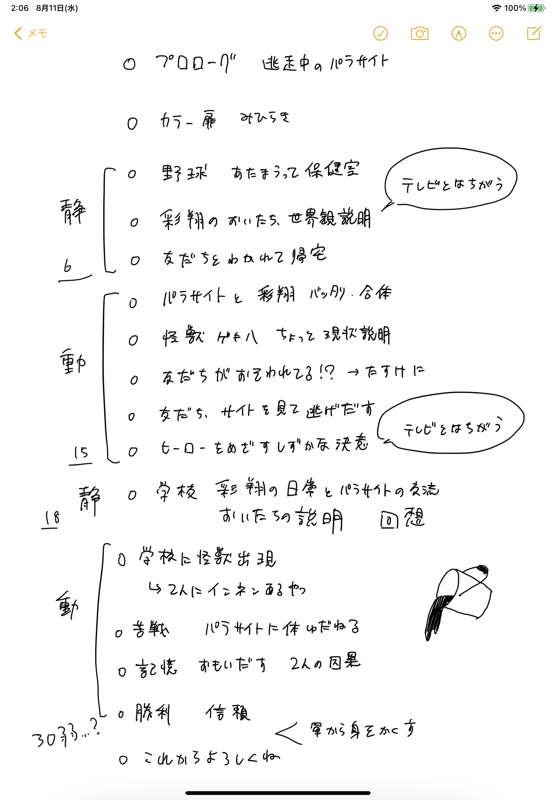 2:06 8月11日(水)
100%
メモ
○ プロローグ 逃走中のパラサイト
○ カラー扉 みひらき
○ 野球 あたまうって保健室
テレビとはちがう
静
○ 彩翔のおいたち、世界観説明
6
○ 友だちとわかれて帰宅
○ パラサイトと 彩翔 バッタリ・合体
○ 怪獣 ゲキハ ちょっと現状説明
動
○ 友だちがおそわれてる!? → たすけに
○ 友だち、サイトを見て逃げだす
テレビとはちがう
15
○ ヒーローをめざすしずかな決意
静
○ 学校 彩翔の日常とパラサイトの交流
18
おいたちの説明 回想
○ 学校に怪獣出現
↳ 2人にインネンあるやつ
動
○ 苦戦 パラサイトに体ゆだねる
○ 記憶 おもいだす 2人の因果
○ 勝利 信頼
30弱…?
軍から身をかくす
○ これからよろしくね